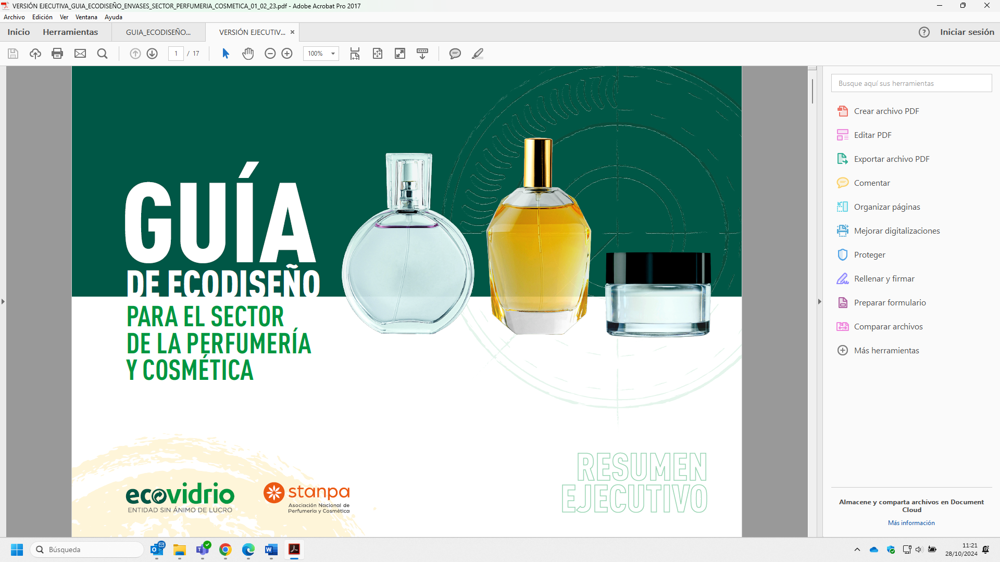 VERSIÓN EJECUTIVA_GUIA_ECODISEÑO_ENVASES_SECTOR_PERFUMERIA_COSMETICA_01_02_23.pdf - Adobe Acrobat Pro 2017
Archivo Edición Ver Ventana Ayuda
Inicio Herramientas GUIA_ECODISEÑO... VERSIÓN EJECUTIV... Iniciar sesión
1 / 17 100%
Busque aquí sus herramientas
Crear archivo PDF
Editar PDF
Exportar archivo PDF
Comentar
Organizar páginas
Mejorar digitalizaciones
Proteger
Rellenar y firmar
Preparar formulario
Comparar archivos
Más herramientas
Almacene y comparta archivos en Document
Cloud
Más información
GUÍA
DE ECODISEÑO
PARA EL SECTOR
DE LA PERFUMERÍA
Y COSMÉTICA
RESUMEN
EJECUTIVO
ecovidrio
ENTIDAD SIN ÁNIMO DE LUCRO
stanpa
Asociación Nacional de
Perfumería y Cosmética
Búsqueda
11:21
28/10/2024